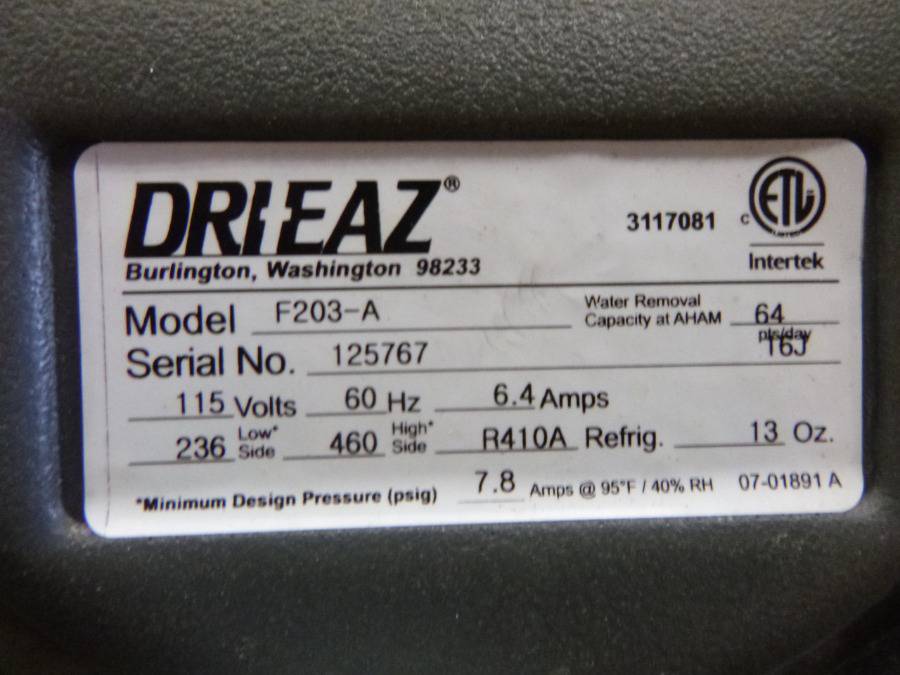 DRI-EAZ®
3117081
C ETL LISTED
Intertek
Burlington, Washington 98233
Model F203-A
Water Removal
Capacity at AHAM 64
pts/day
16J
Serial No. 125767
115 Volts 60 Hz 6.4 Amps
236 Low* Side 460 High* Side R410A Refrig. 13 Oz.
*Minimum Design Pressure (psig) 7.8 Amps @ 95°F / 40% RH 07-01891 A